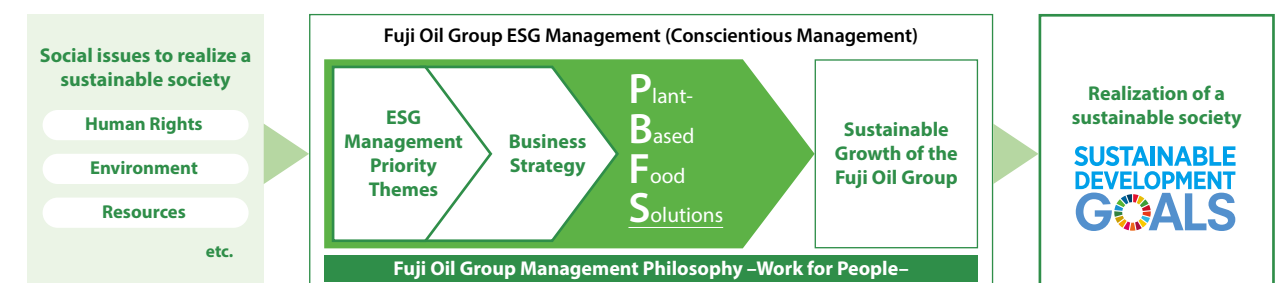 Social issues to realize a
sustainable society
Human Rights
Environment
Resources
etc.
Fuji Oil Group ESG Management (Conscientious Management)
ESG
Management
Priority
Themes
Business
Strategy
Plant-
Based
Food
Solutions
Sustainable
Growth of the
Fuji Oil Group
Fuji Oil Group Management Philosophy –Work for People–
Realization of a
sustainable society
SUSTAINABLE
DEVELOPMENT
GOALS